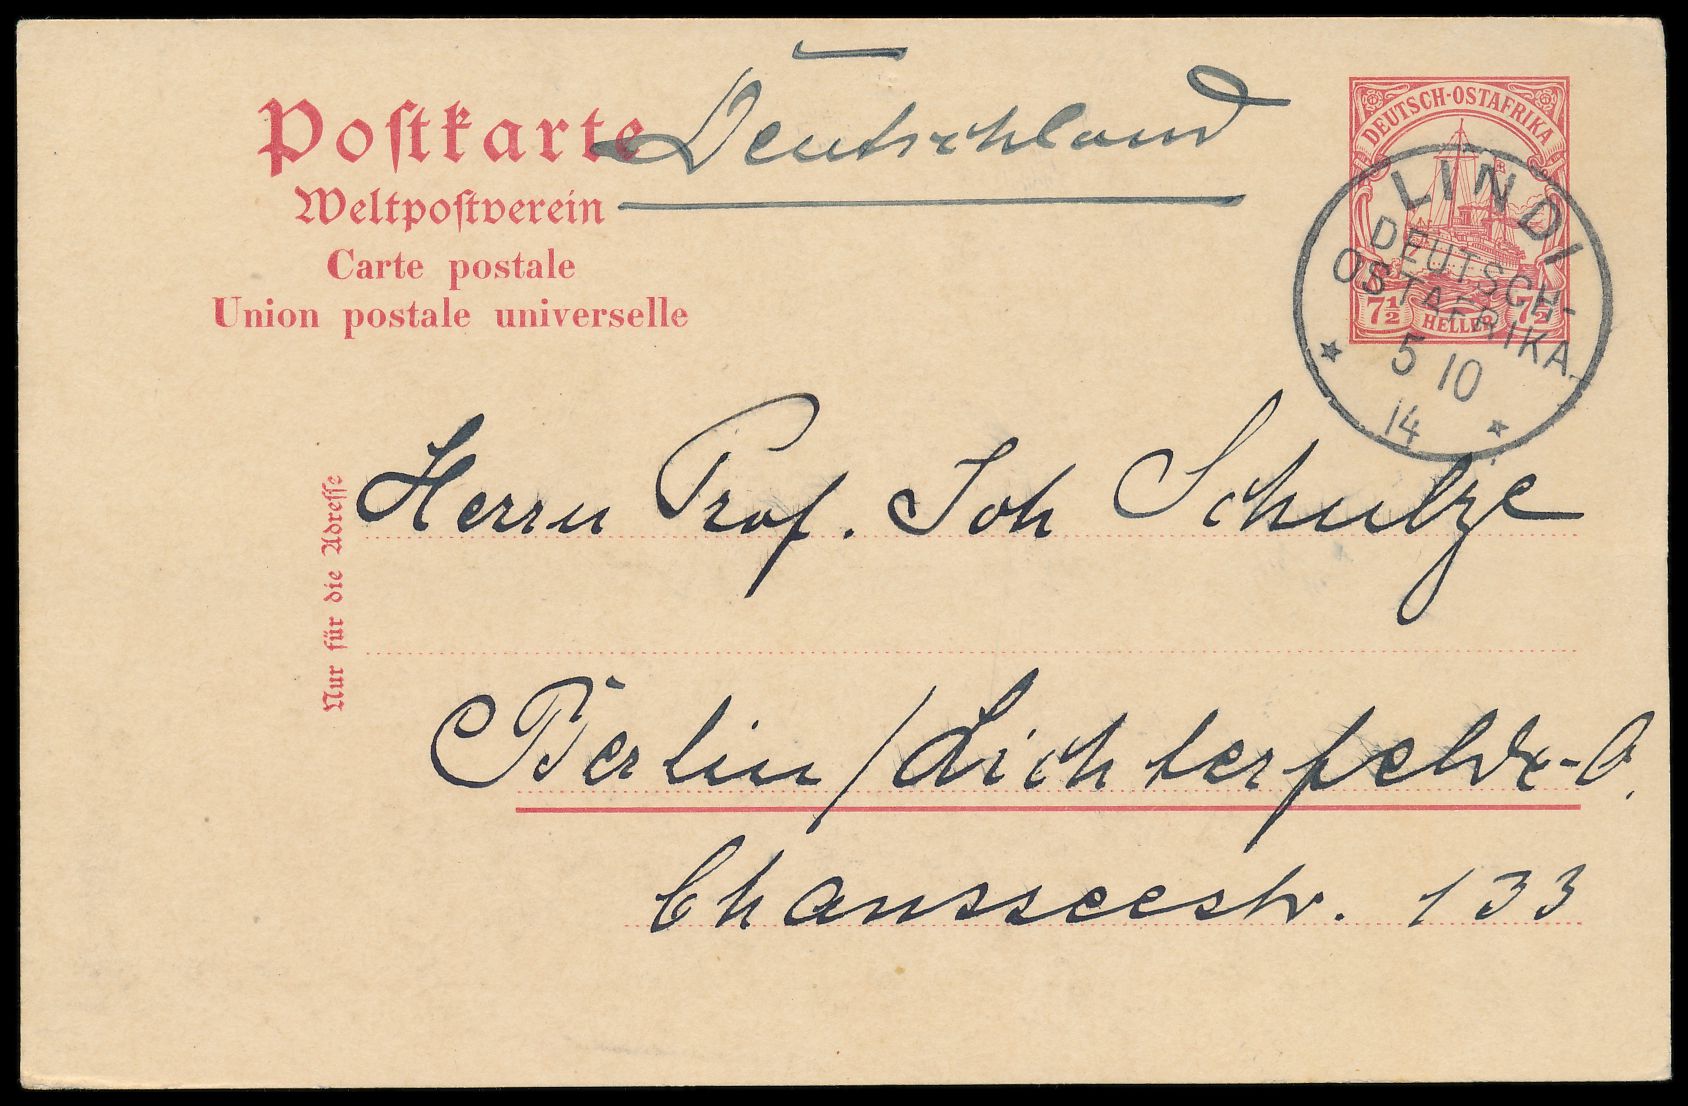 Postkarte
Weltpostverein
Carte postale
Union postale universelle
Deutschland
DEUTSCH-OSTAFRIKA
7½ HELLER 7½
LINDI
DEUTSCH-
OSTAFRIKA
5 10
14
Nur für die Adresse
Herrn Prof. Joh Schulze
Berlin/Lichterfelde-O.
Chausseestr. 133